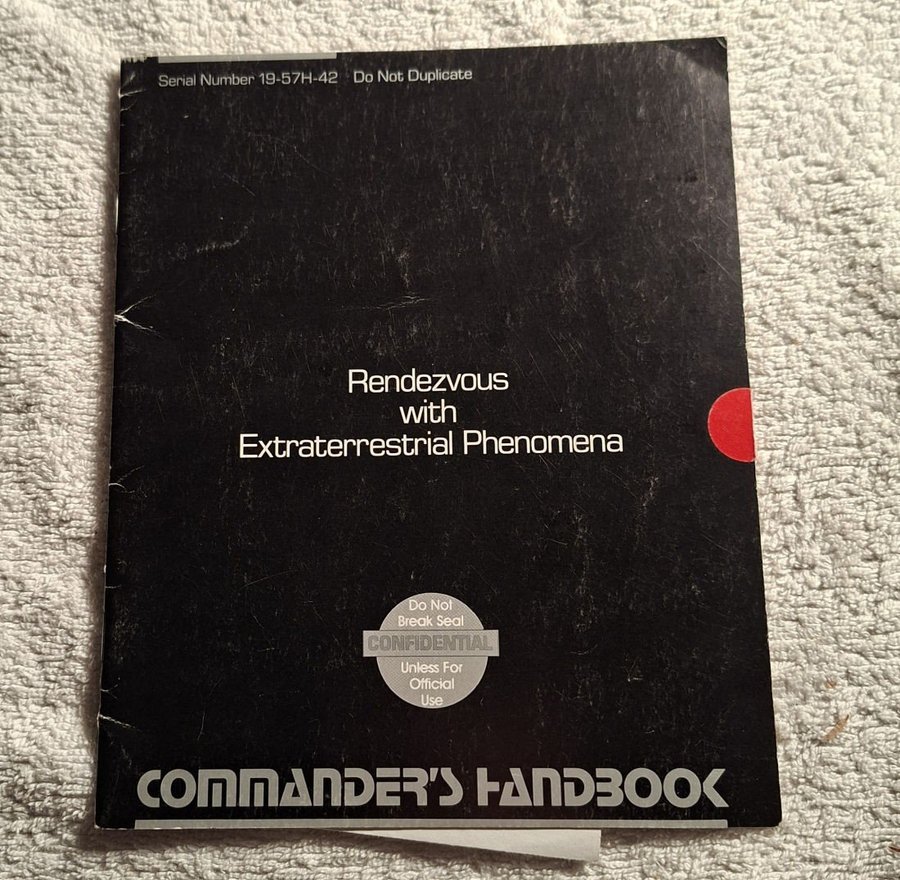 Serial Number 19-57H-42 Do Not Duplicate
Rendezvous
with
Extraterrestrial Phenomena
Do Not
Break Seal
CONFIDENTIAL
Unless For
Official
Use
COMMANDER'S HANDBOOK